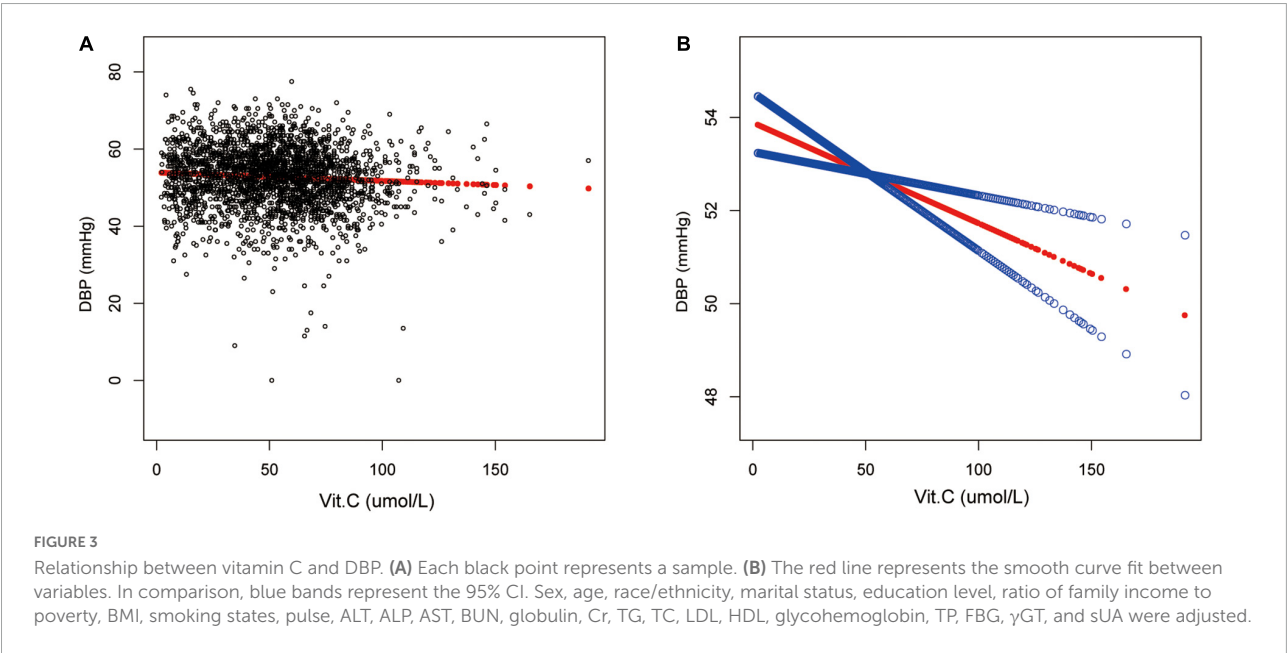 A
B
80
60
40
20
0
DBP (mmHg)
0 50 100 150
Vit.C (umol/L)
54
52
50
48
DBP (mmHg)
0 50 100 150
Vit.C (umol/L)
FIGURE 3
Relationship between vitamin C and DBP. (A) Each black point represents a sample. (B) The red line represents the smooth curve fit between
variables. In comparison, blue bands represent the 95% CI. Sex, age, race/ethnicity, marital status, education level, ratio of family income to
poverty, BMI, smoking states, pulse, ALT, ALP, AST, BUN, globulin, Cr, TG, TC, LDL, HDL, glycohemoglobin, TP, FBG, γGT, and sUA were adjusted.